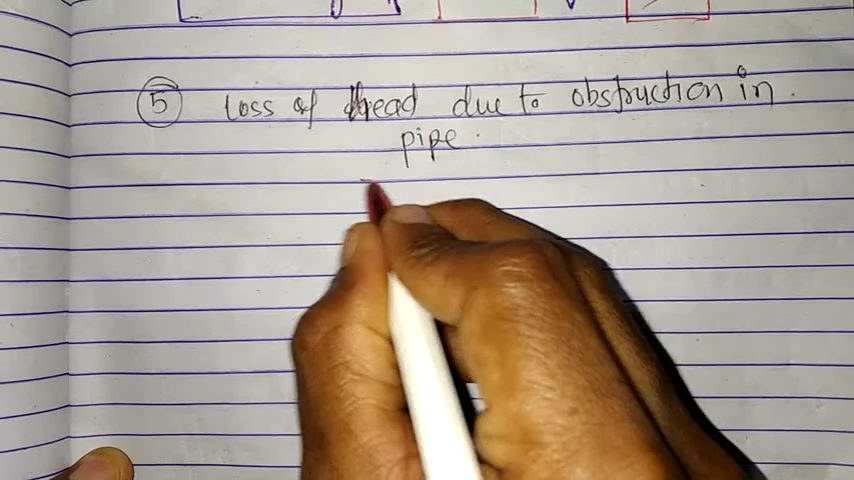 5 Loss of head due to obstruction in.
pipe.